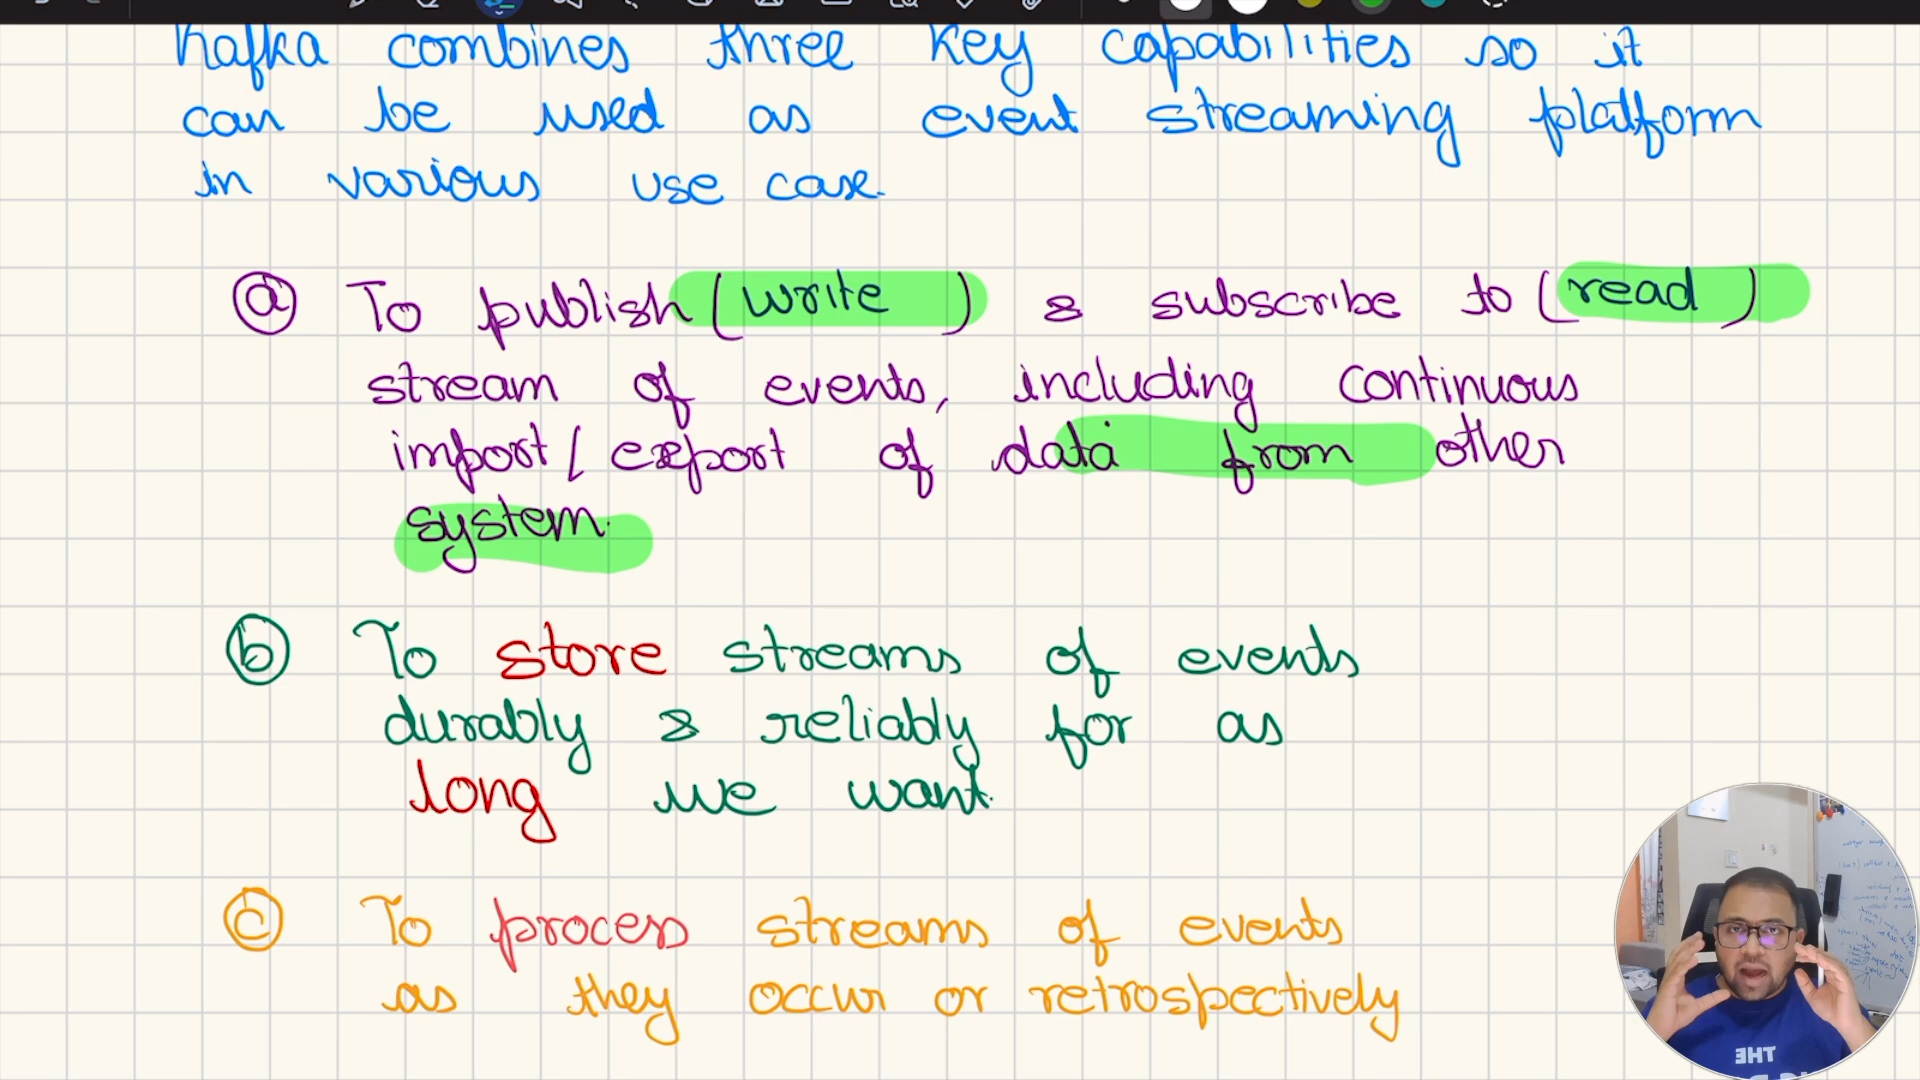 Kafka combines three key capabilities so it
can be used as event streaming platform
in various use case.
(a) To publish (write) & subscribe to (read)
stream of events, including continuous
import/export of data from other
system.
(b) To store streams of events
durably & reliably for as
long we want.
(c) To process streams of events
as they occur or retrospectively
THE